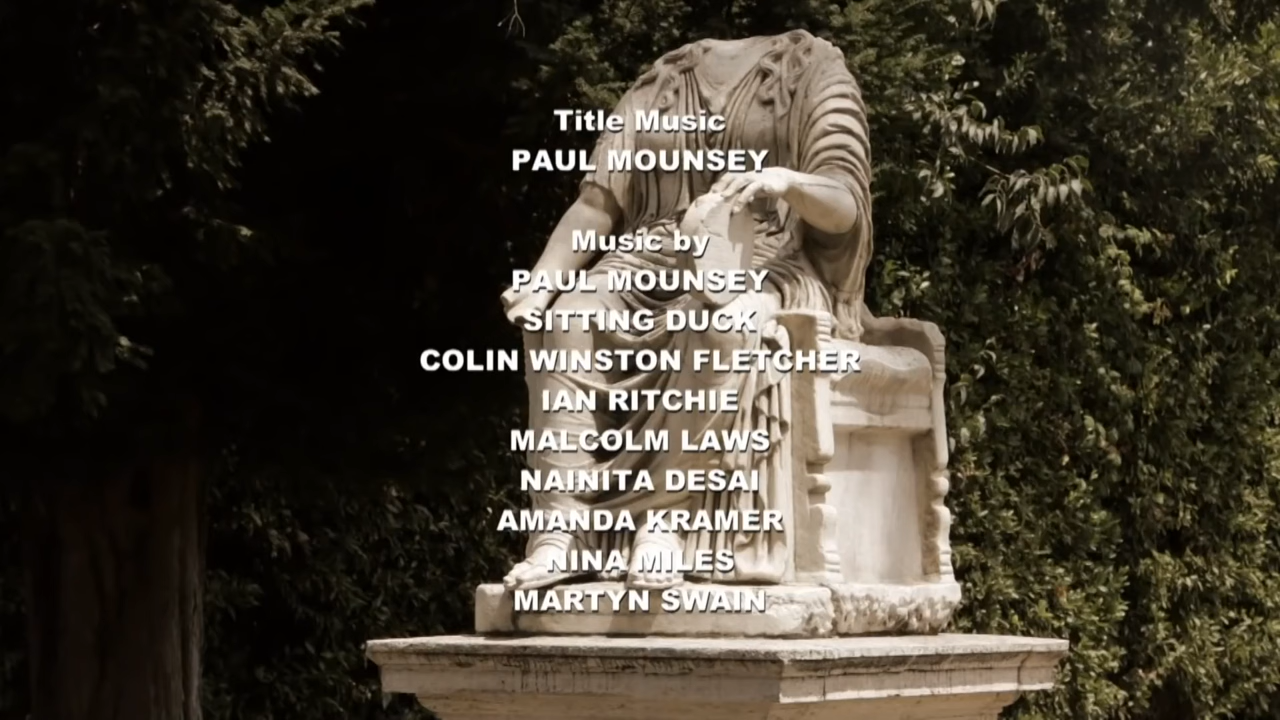 Title Music
PAUL MOUNSEY
Music by
PAUL MOUNSEY
SITTING DUCK
COLIN WINSTON FLETCHER
IAN RITCHIE
MALCOLM LAWS
NAINITA DESAI
AMANDA KRAMER
NINA MILES
MARTYN SWAIN